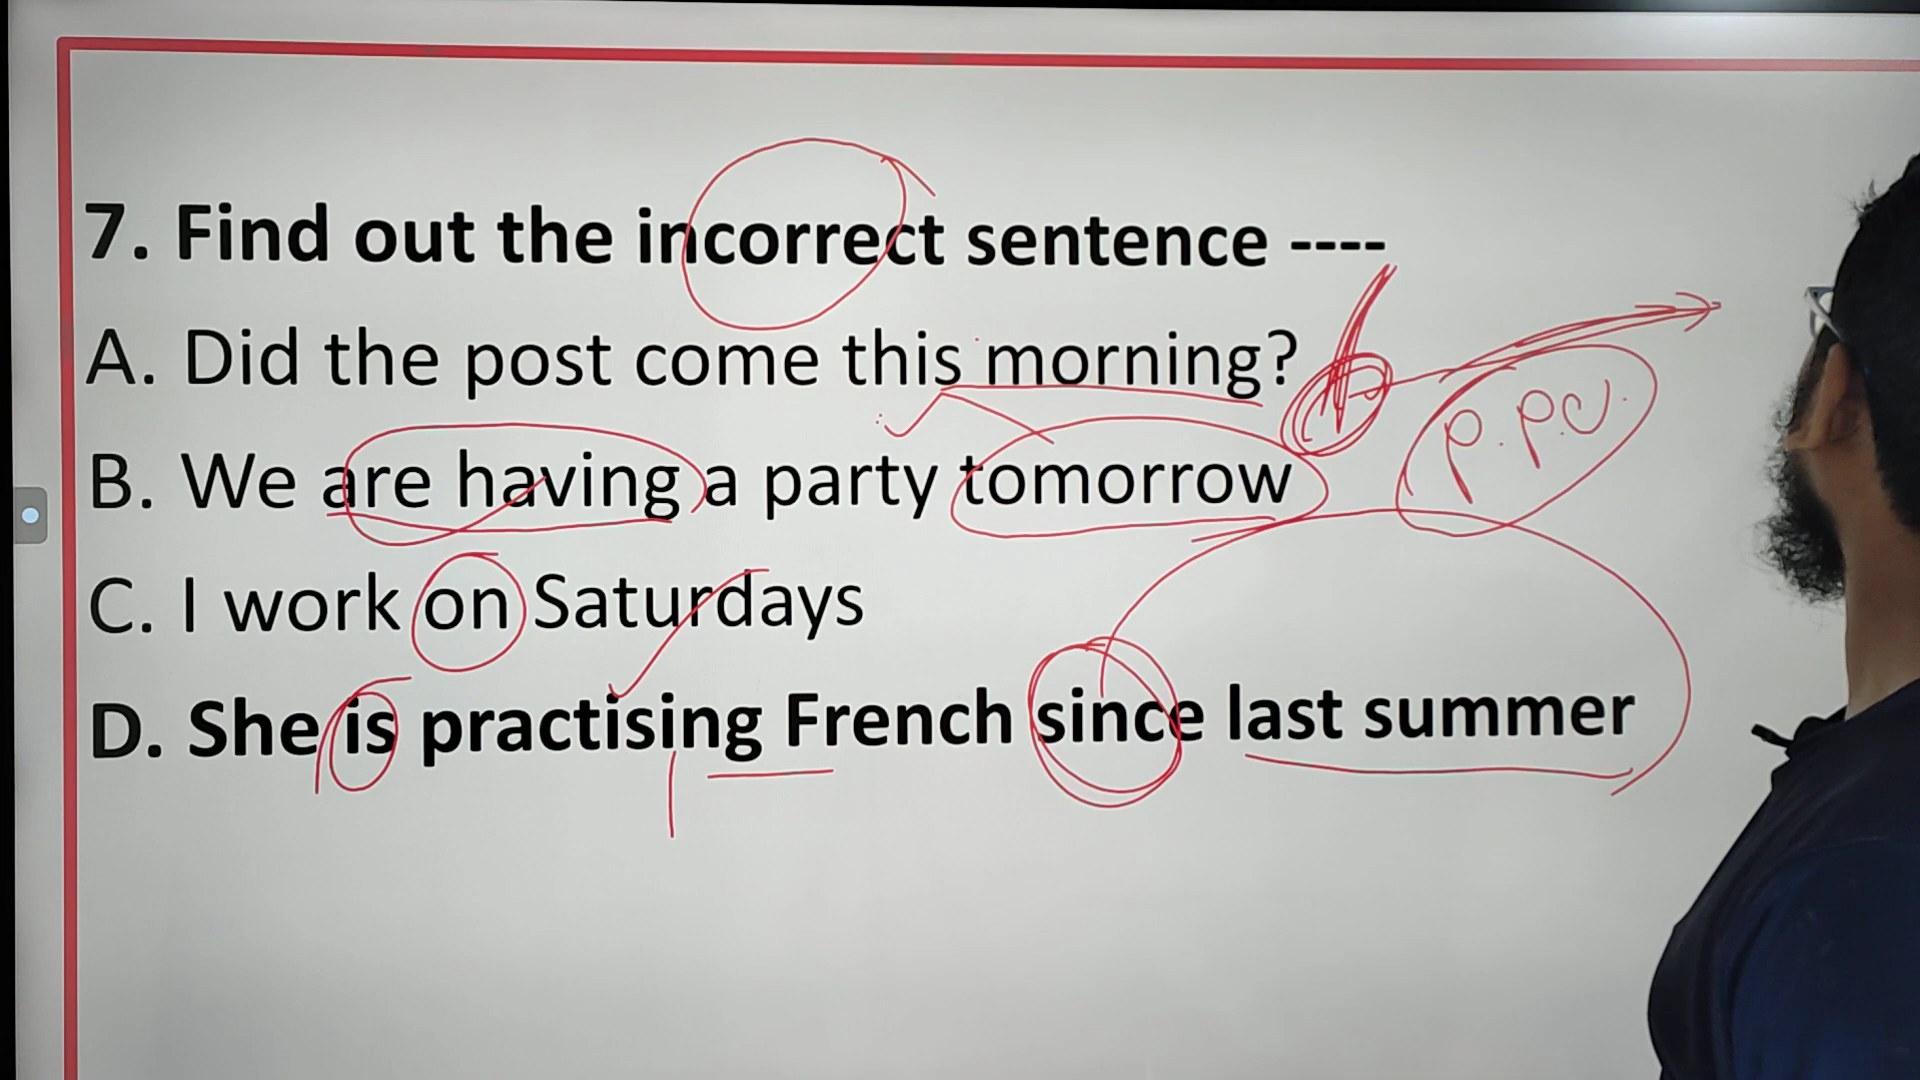 7. Find out the incorrect sentence ----
A. Did the post come this morning?
B. We are having a party tomorrow
P.P.C.
C. I work on Saturdays
D. She is practising French since last summer